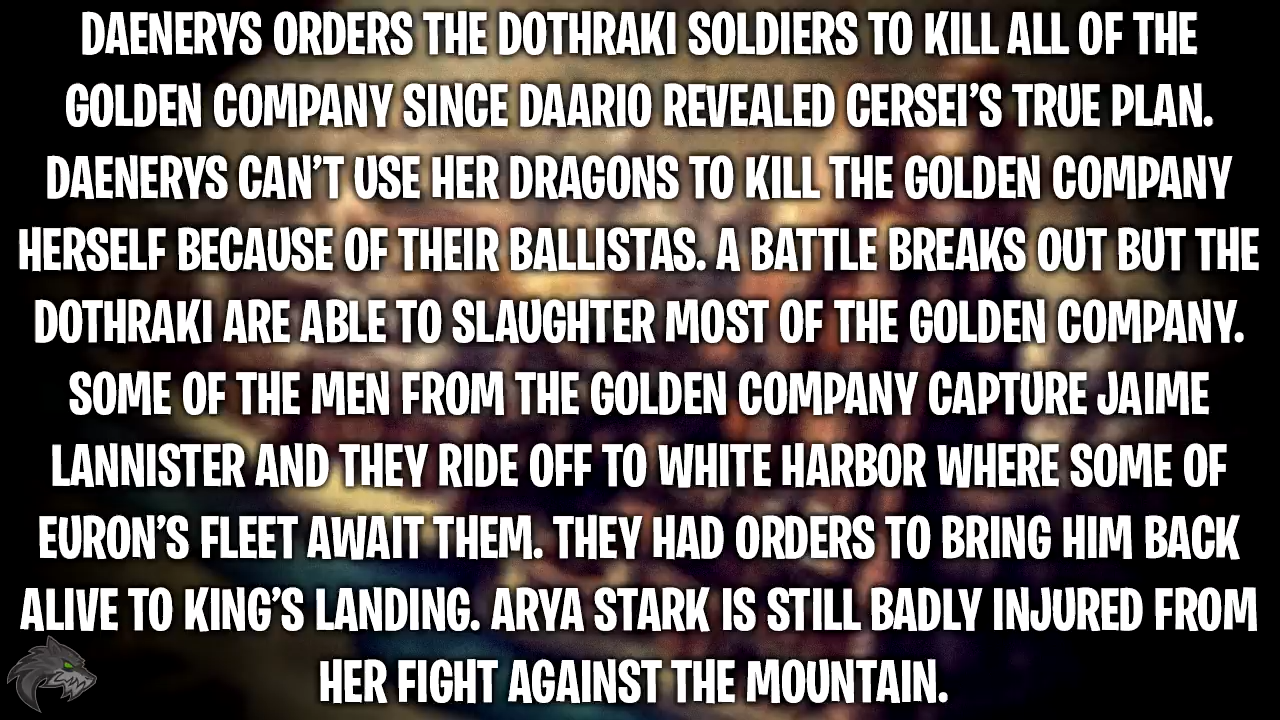 DAENERYS ORDERS THE DOTHRAKI SOLDIERS TO KILL ALL OF THE
GOLDEN COMPANY SINCE DAARIO REVEALED CERSEI'S TRUE PLAN.
DAENERYS CAN'T USE HER DRAGONS TO KILL THE GOLDEN COMPANY
HERSELF BECAUSE OF THEIR BALLISTAS. A BATTLE BREAKS OUT BUT THE
DOTHRAKI ARE ABLE TO SLAUGHTER MOST OF THE GOLDEN COMPANY.
SOME OF THE MEN FROM THE GOLDEN COMPANY CAPTURE JAIME
LANNISTER AND THEY RIDE OFF TO WHITE HARBOR WHERE SOME OF
EURON'S FLEET AWAIT THEM. THEY HAD ORDERS TO BRING HIM BACK
ALIVE TO KING'S LANDING. ARYA STARK IS STILL BADLY INJURED FROM
HER FIGHT AGAINST THE MOUNTAIN.